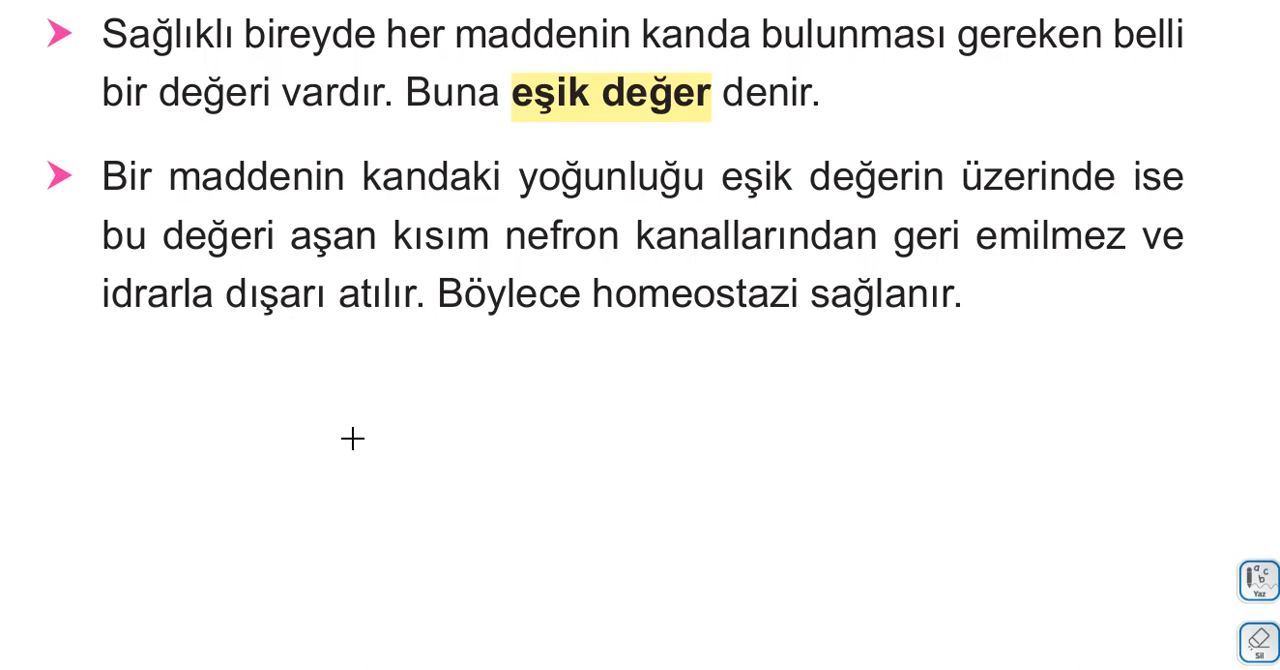 Sağlıklı bireyde her maddenin kanda bulunması gereken belli
bir değeri vardır. Buna eşik değer denir.
Bir maddenin kandaki yoğunluğu eşik değerin üzerinde ise
bu değeri aşan kısım nefron kanallarından geri emilmez ve
idrarla dışarı atılır. Böylece homeostazi sağlanır.
a b c
Yaz
Sil